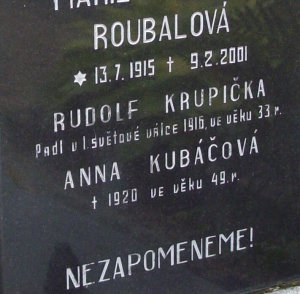 MARIE
ROUBALOVÁ
✡ 13.7.1915 † 9.2.2001
RUDOLF KRUPIČKA
Padl v I. světové válce 1916, ve věku 33 r.
ANNA KUBÁČOVÁ
† 1920 ve věku 49 r.
NEZAPOMENEME!